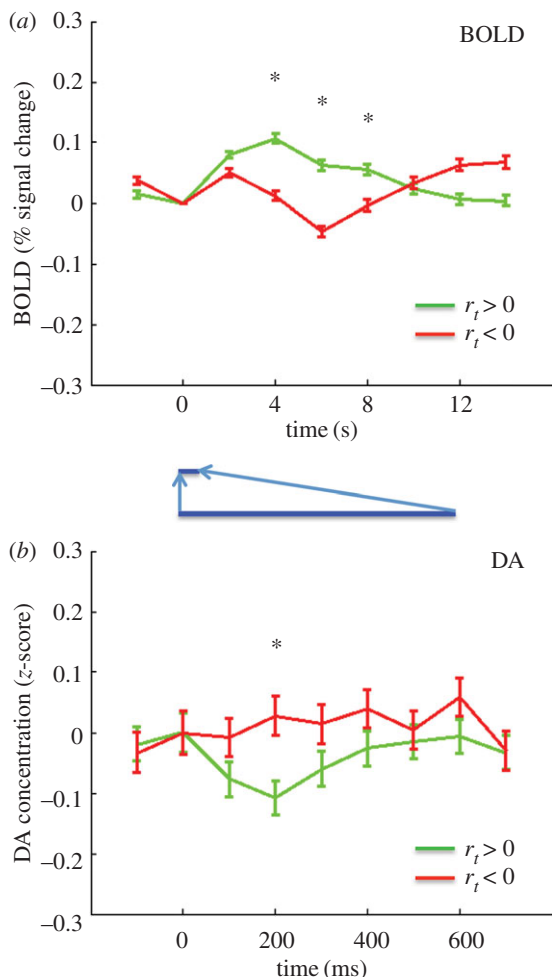 (a)
BOLD
0.3
0.2
0.1
0
−0.1
−0.2
−0.3
BOLD (% signal change)
* * *
r_t > 0
r_t < 0
0 4 8 12
time (s)
(b)
DA
0.3
0.2
0.1
0
−0.1
−0.2
−0.3
DA concentration (z-score)
*
r_t > 0
r_t < 0
0 200 400 600
time (ms)